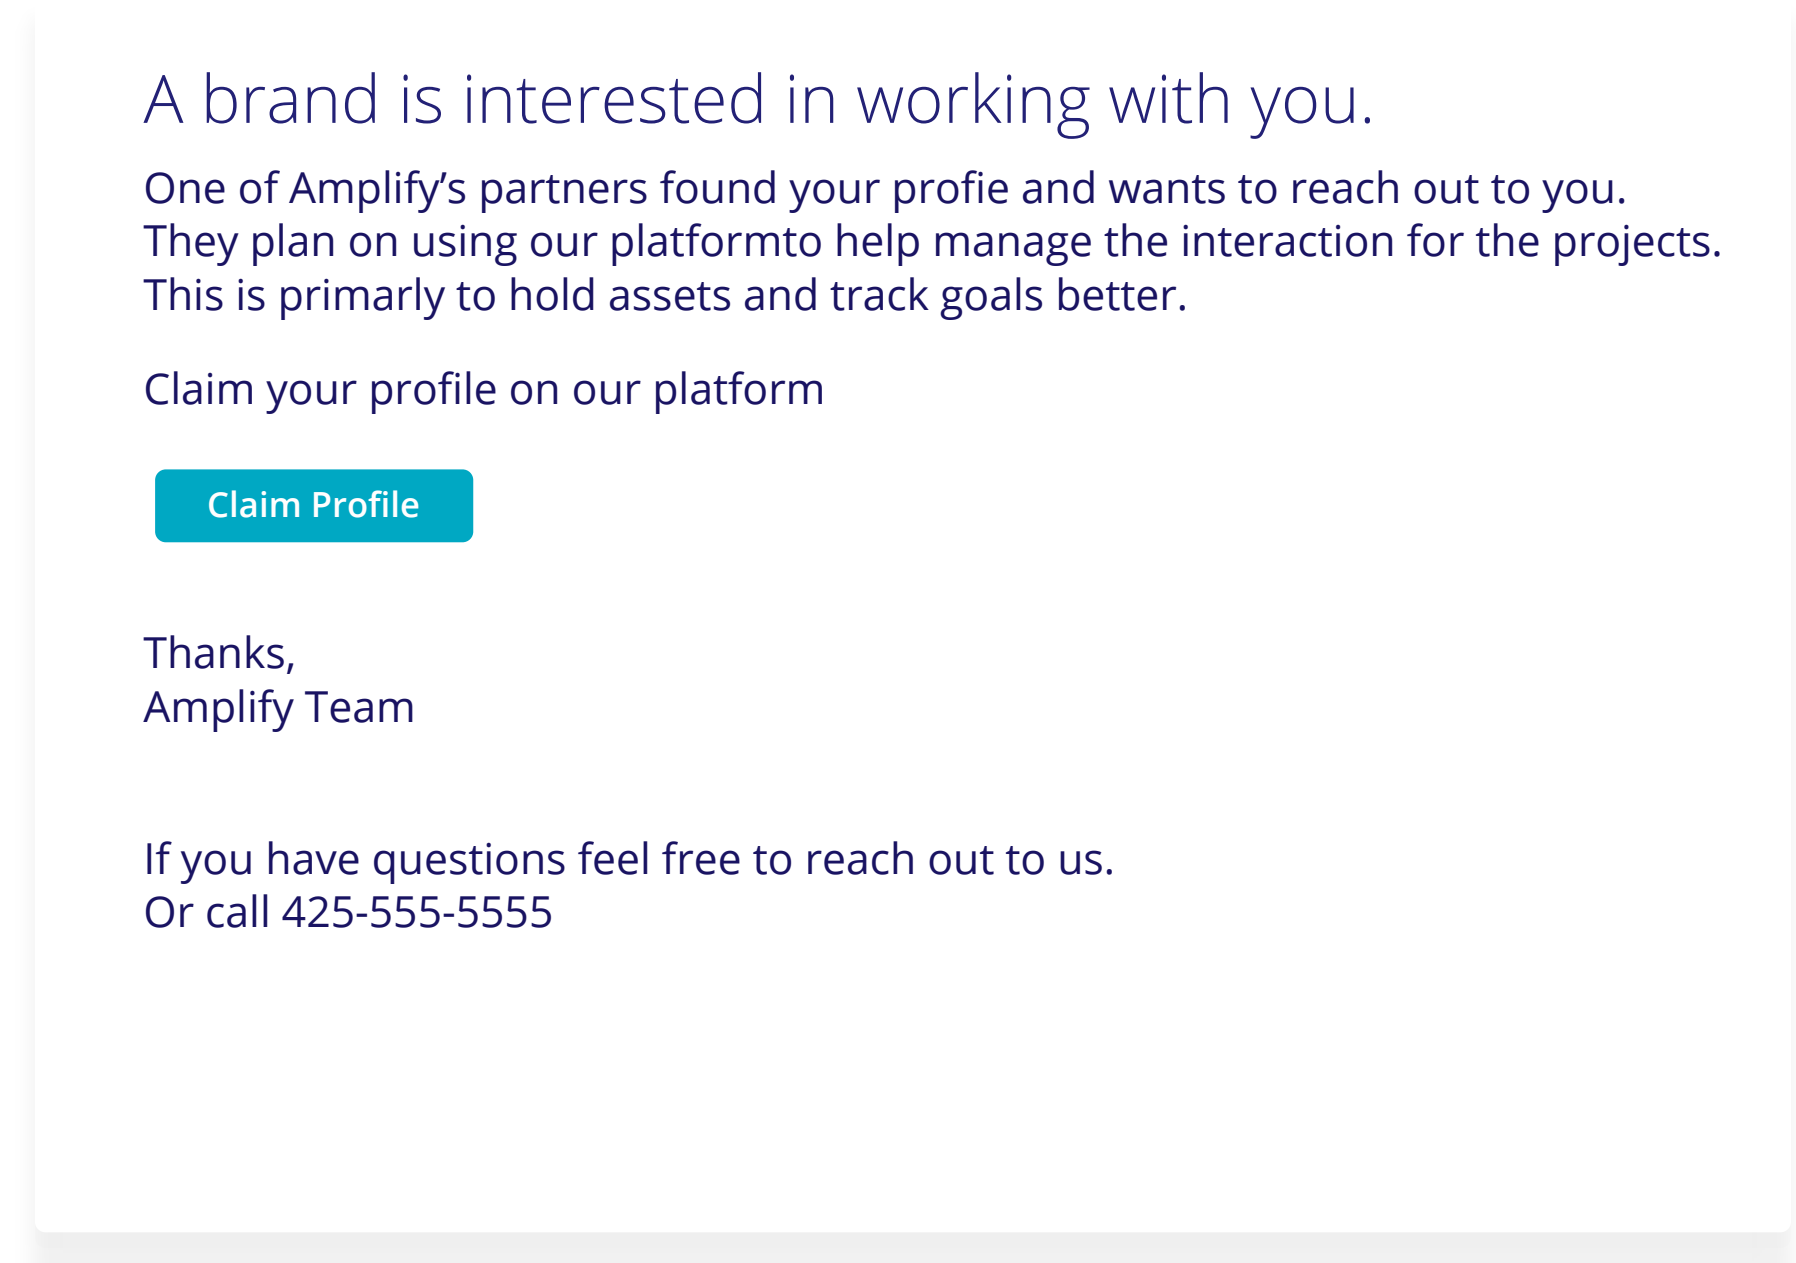 A brand is interested in working with you.
One of Amplify’s partners found your profie and wants to reach out to you.
They plan on using our platformto help manage the interaction for the projects.
This is primarly to hold assets and track goals better.
Claim your profile on our platform
Claim Profile
Thanks,
Amplify Team
If you have questions feel free to reach out to us.
Or call 425-555-5555